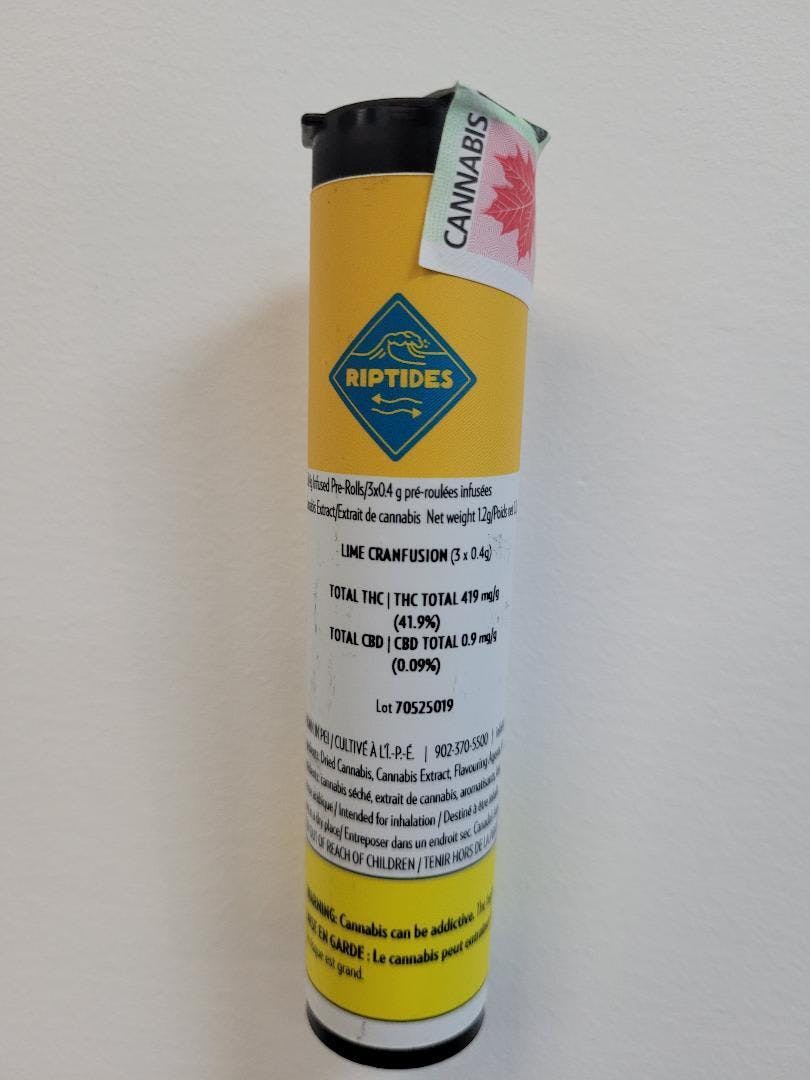 CANNABIS
RIPTIDES
Infused Pre-Rolls/3x0.4 g pré-roulées infusées
Extract/Extrait de cannabis Net weight 1.2g/Poids net
LIME CRANFUSION (3 x 0.4g)
TOTAL THC | THC TOTAL 419 mg/g
(41.9%)
TOTAL CBD | CBD TOTAL 0.9 mg/g
(0.09%)
Lot 70525019
IN PEI / CULTIVÉ À L'Î.-P.-É. | 902-370-5500 |
Dried Cannabis, Cannabis Extract, Flavouring
cannabis séché, extrait de cannabis, aromatisants,
Intended for inhalation / Destiné à être
a dry place/ Entreposer dans un endroit sec.
OUT OF REACH OF CHILDREN / TENIR HORS DE LA
WARNING: Cannabis can be addictive. The
MISE EN GARDE : Le cannabis peut
est grand.